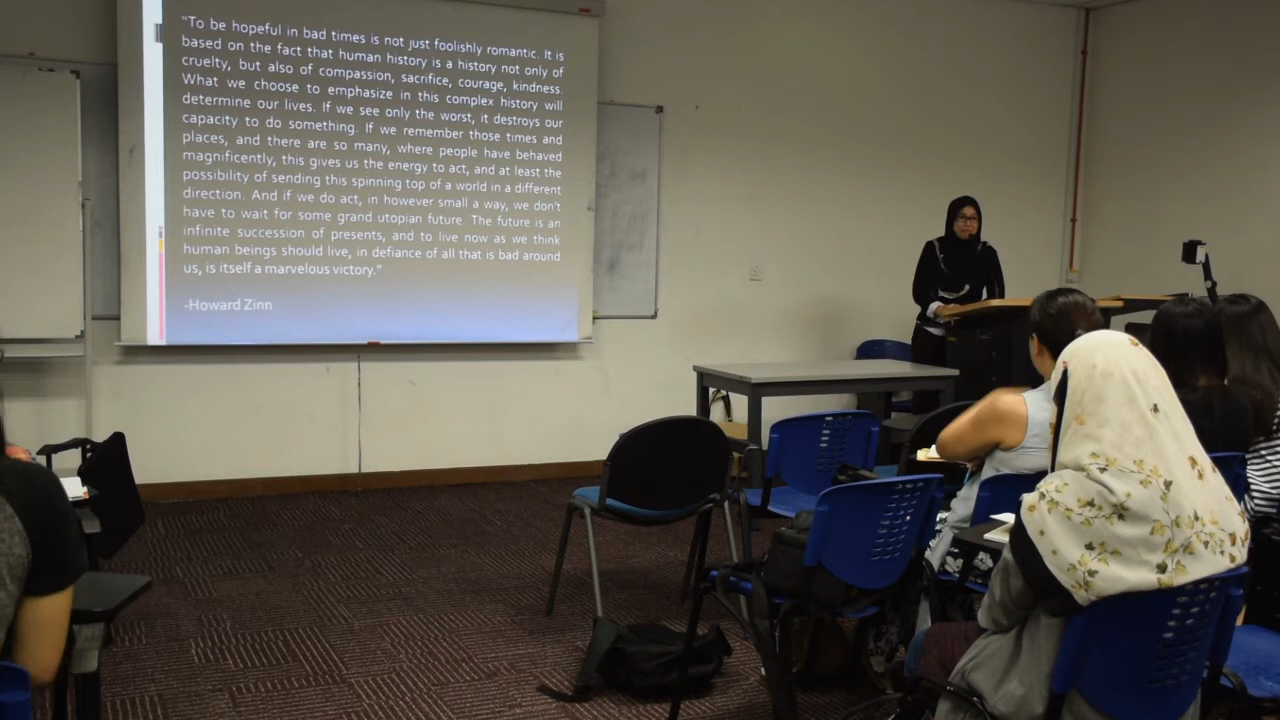 “To be hopeful in bad times is not just foolishly romantic. It is
based on the fact that human history is a history not only of
cruelty, but also of compassion, sacrifice, courage, kindness.
What we choose to emphasize in this complex history will
determine our lives. If we see only the worst, it destroys our
capacity to do something. If we remember those times and
places, and there are so many, where people have behaved
magnificently, this gives us the energy to act, and at least the
possibility of sending this spinning top of a world in a different
direction. And if we do act, in however small a way, we don't
have to wait for some grand utopian future. The future is an
infinite succession of presents, and to live now as we think
human beings should live, in defiance of all that is bad around
us, is itself a marvelous victory.”
-Howard Zinn